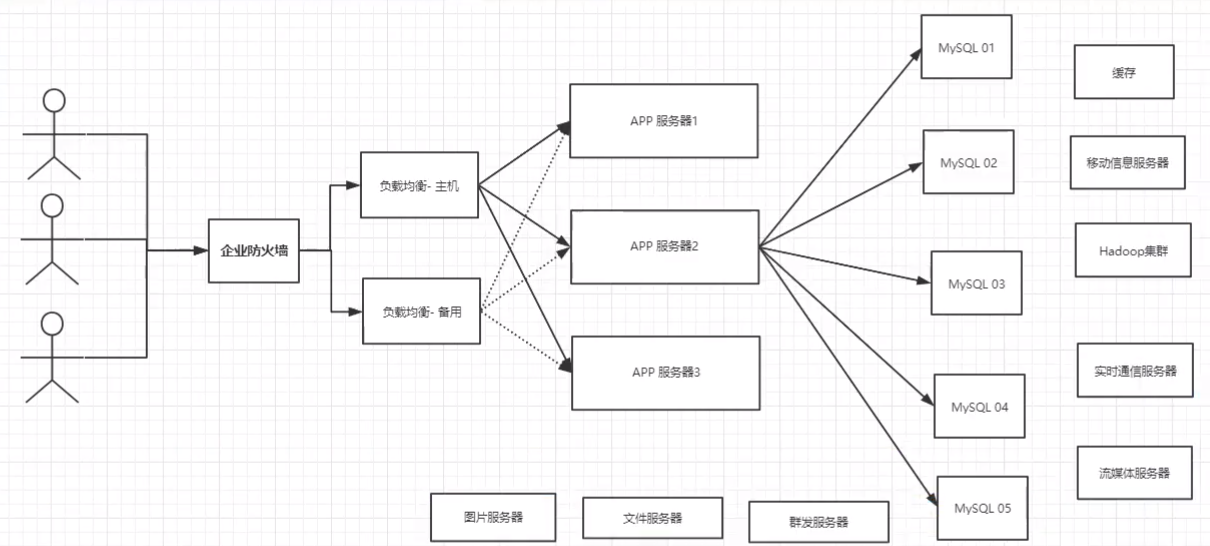 企业防火墙
负载均衡- 主机
负载均衡- 备用
APP 服务器1
APP 服务器2
APP 服务器3
MySQL 01
MySQL 02
MySQL 03
MySQL 04
MySQL 05
缓存
移动信息服务器
Hadoop集群
实时通信服务器
流媒体服务器
图片服务器
文件服务器
群发服务器